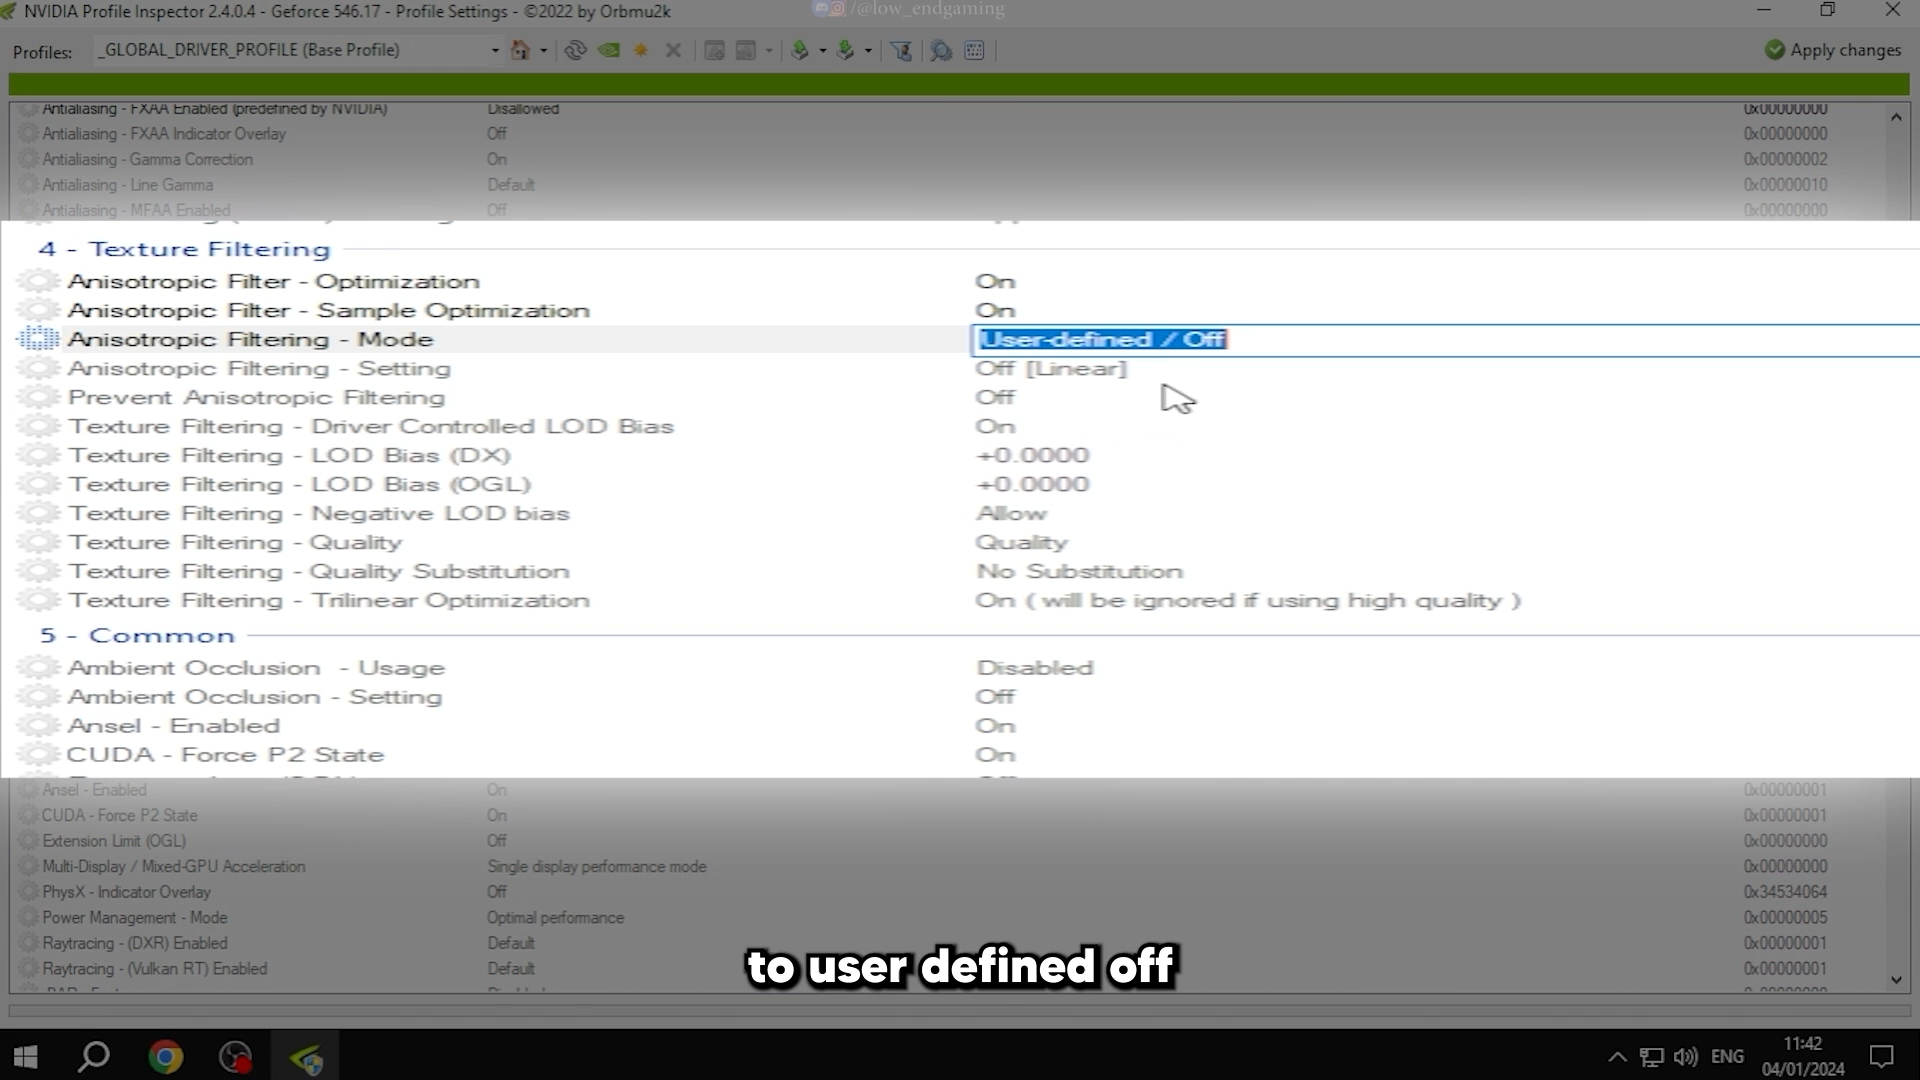 NVIDIA Profile Inspector 2.4.0.4 - Geforce 546.17 - Profile Settings - ©2022 by Orbmu2k
/@low_endgaming
Profiles: _GLOBAL_DRIVER_PROFILE (Base Profile) Apply changes
Antialiasing - FXAA Enabled (predefined by NVIDIA) Disallowed 0x00000000
Antialiasing - FXAA Indicator Overlay Off 0x00000000
Antialiasing - Gamma Correction On 0x00000002
Antialiasing - Line Gamma Default 0x00000010
Antialiasing - MFAA Enabled Off 0x00000000
4 - Texture Filtering
Anisotropic Filter - Optimization On
Anisotropic Filter - Sample Optimization On
Anisotropic Filtering - Mode User-defined / Off
Anisotropic Filtering - Setting Off [Linear]
Prevent Anisotropic Filtering Off
Texture Filtering - Driver Controlled LOD Bias On
Texture Filtering - LOD Bias (DX) +0.0000
Texture Filtering - LOD Bias (OGL) +0.0000
Texture Filtering - Negative LOD bias Allow
Texture Filtering - Quality Quality
Texture Filtering - Quality Substitution No Substitution
Texture Filtering - Trilinear Optimization On ( will be ignored if using high quality )
5 - Common
Ambient Occlusion - Usage Disabled
Ambient Occlusion - Setting Off
Ansel - Enabled On
CUDA - Force P2 State On
Ansel - Enabled On 0x00000001
CUDA - Force P2 State On 0x00000001
Extension Limit (OGL) Off 0x00000000
Multi-Display / Mixed-GPU Acceleration Single display performance mode 0x00000000
PhysX - Indicator Overlay Off 0x34534064
Power Management - Mode Optimal performance 0x00000005
Raytracing - (DXR) Enabled Default 0x00000001
Raytracing - (Vulkan RT) Enabled Default 0x00000001
to user defined off
ENG
11:42
04/01/2024